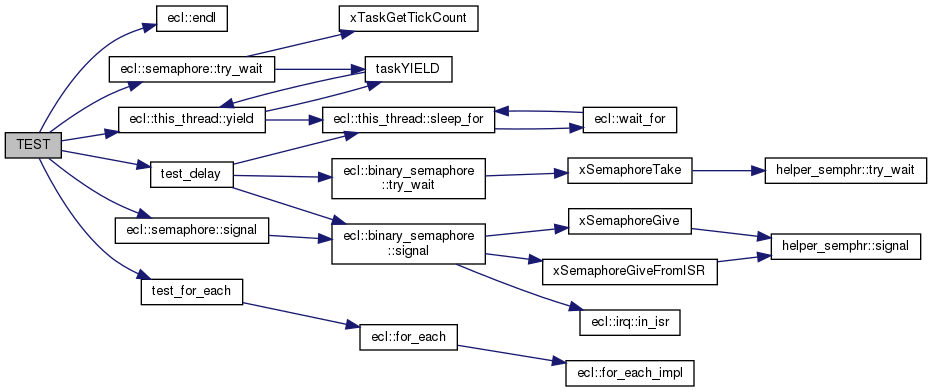 TEST
ecl::endl
ecl::semaphore::try_wait
xTaskGetTickCount
taskYIELD
ecl::this_thread::yield
ecl::this_thread::sleep_for
ecl::wait_for
test_delay
ecl::binary_semaphore
::try_wait
xSemaphoreTake
helper_semphr::try_wait
ecl::semaphore::signal
ecl::binary_semaphore
::signal
xSemaphoreGive
xSemaphoreGiveFromISR
helper_semphr::signal
ecl::irq::in_isr
test_for_each
ecl::for_each
ecl::for_each_impl